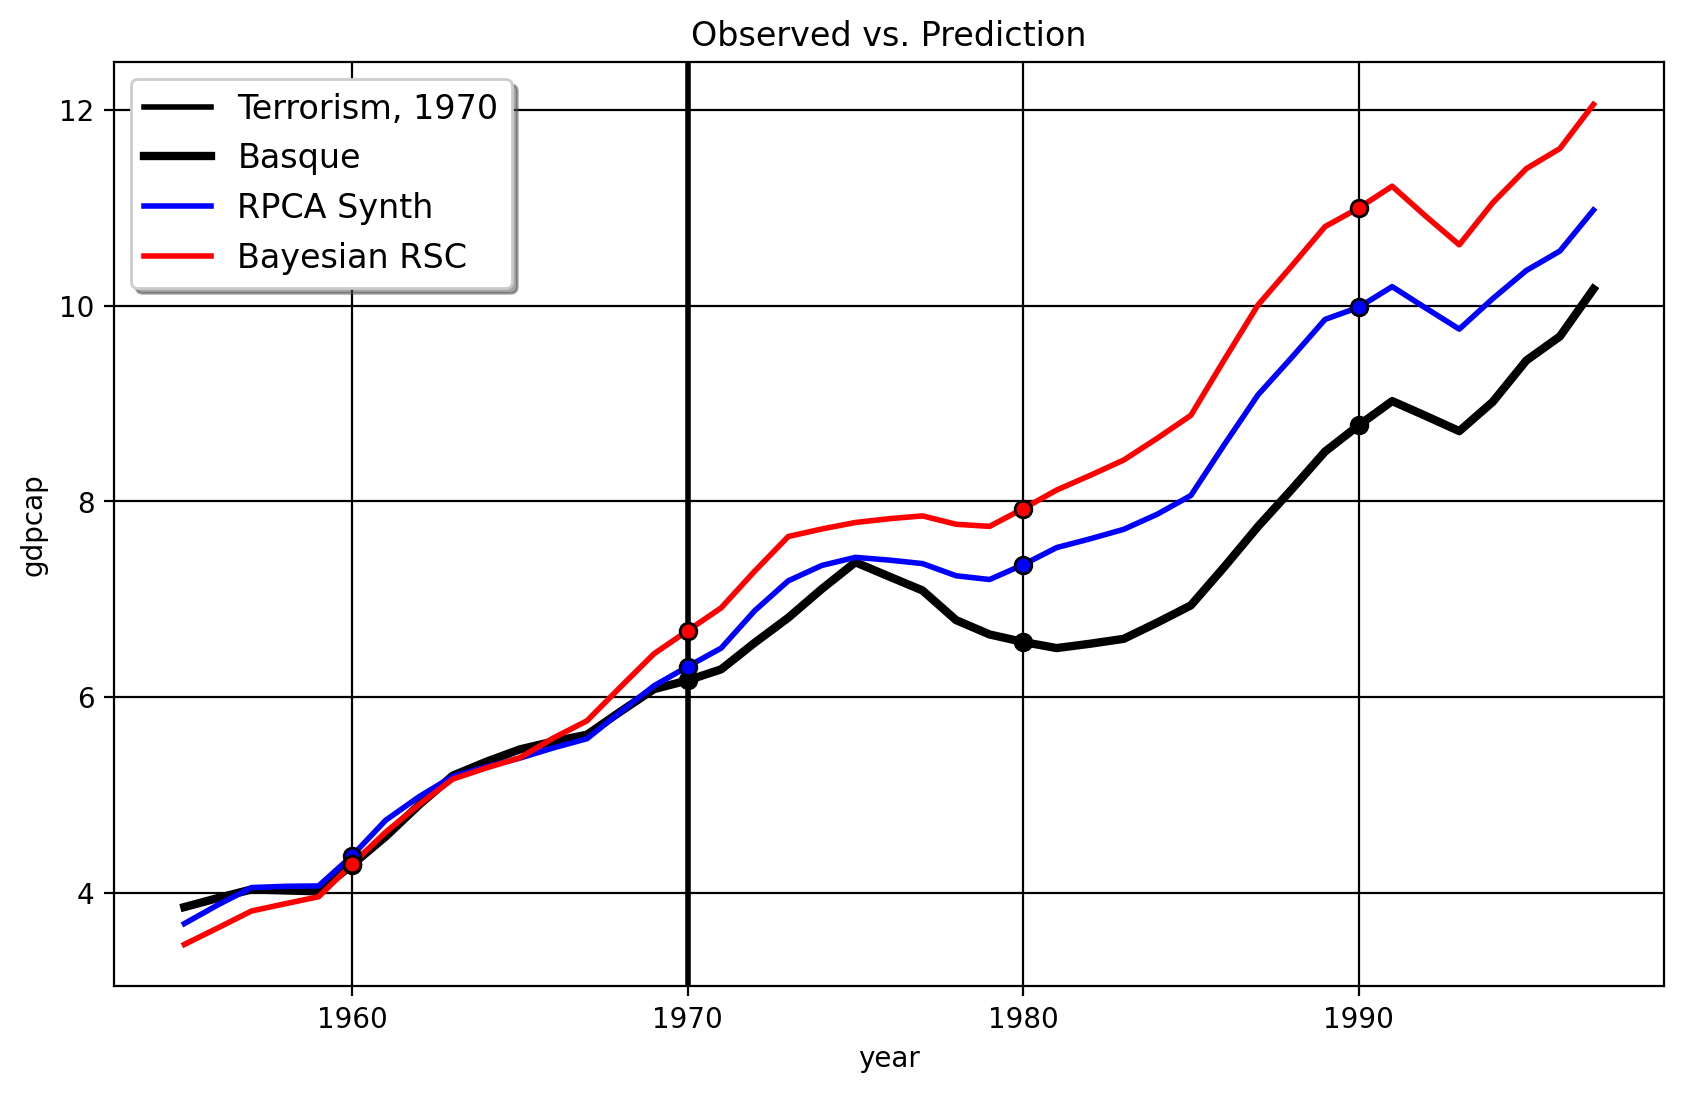 Observed vs. Prediction
Terrorism, 1970
Basque
RPCA Synth
Bayesian RSC
12
10
8
6
4
gdpcap
1960
1970
1980
1990
year